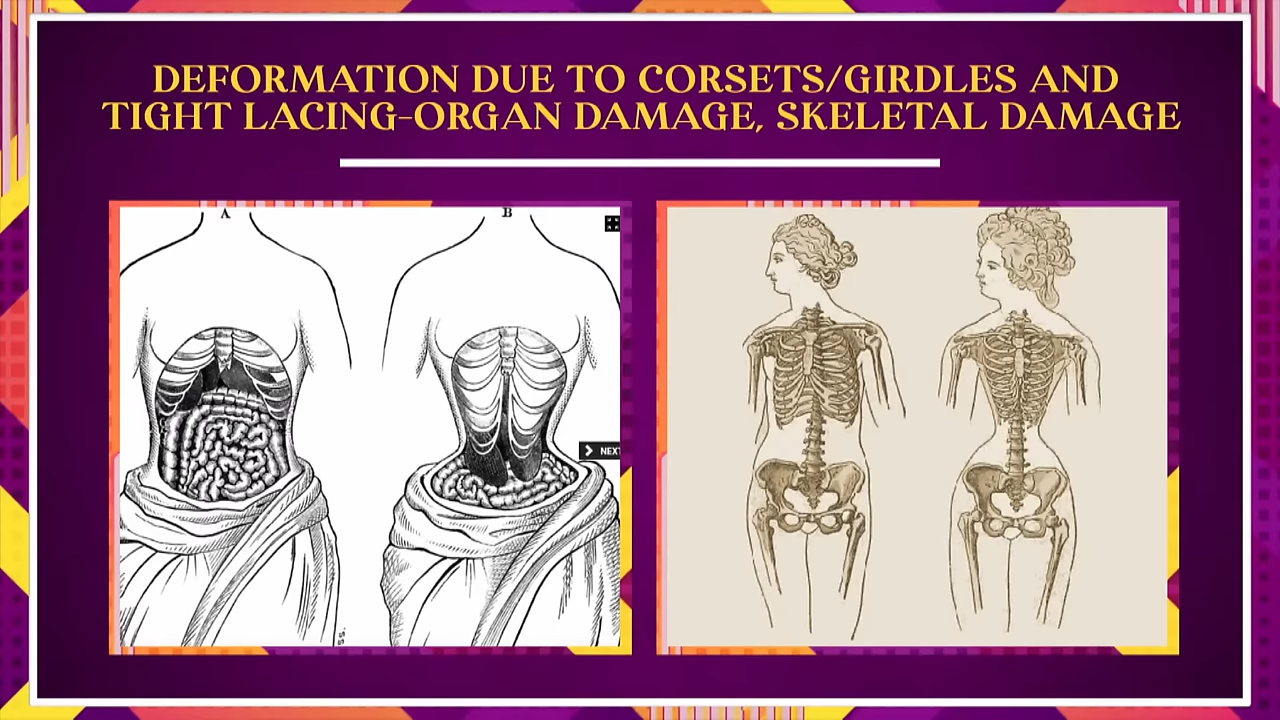 DEFORMATION DUE TO CORSETS/GIRDLES AND
TIGHT LACING-ORGAN DAMAGE, SKELETAL DAMAGE
A
B
NEXT